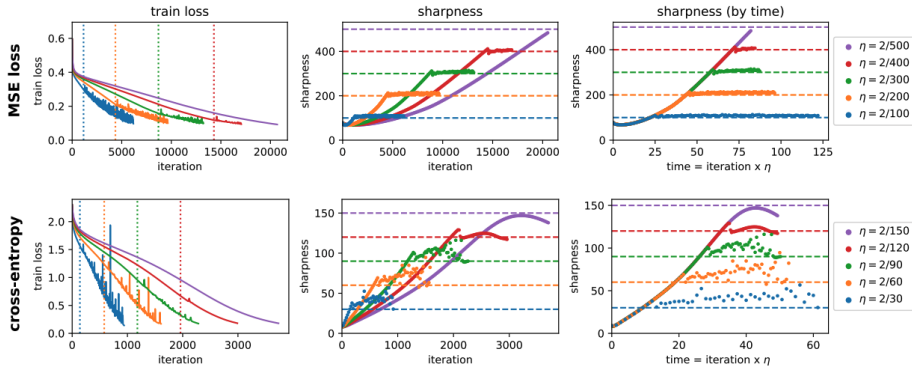 train loss
sharpness
sharpness (by time)
MSE loss
train loss
0.6
0.4
0.2
0.0
0
5000
10000
15000
20000
iteration
sharpness
400
200
0
0
5000
10000
15000
20000
iteration
sharpness
400
200
0
0
25
50
75
100
125
time = iteration x η
η = 2/500
η = 2/400
η = 2/300
η = 2/200
η = 2/100
cross-entropy
train loss
2.0
1.5
1.0
0.5
0.0
0
1000
2000
3000
iteration
sharpness
150
100
50
0
0
1000
2000
3000
iteration
sharpness
150
100
50
0
0
20
40
60
time = iteration x η
η = 2/150
η = 2/120
η = 2/90
η = 2/60
η = 2/30